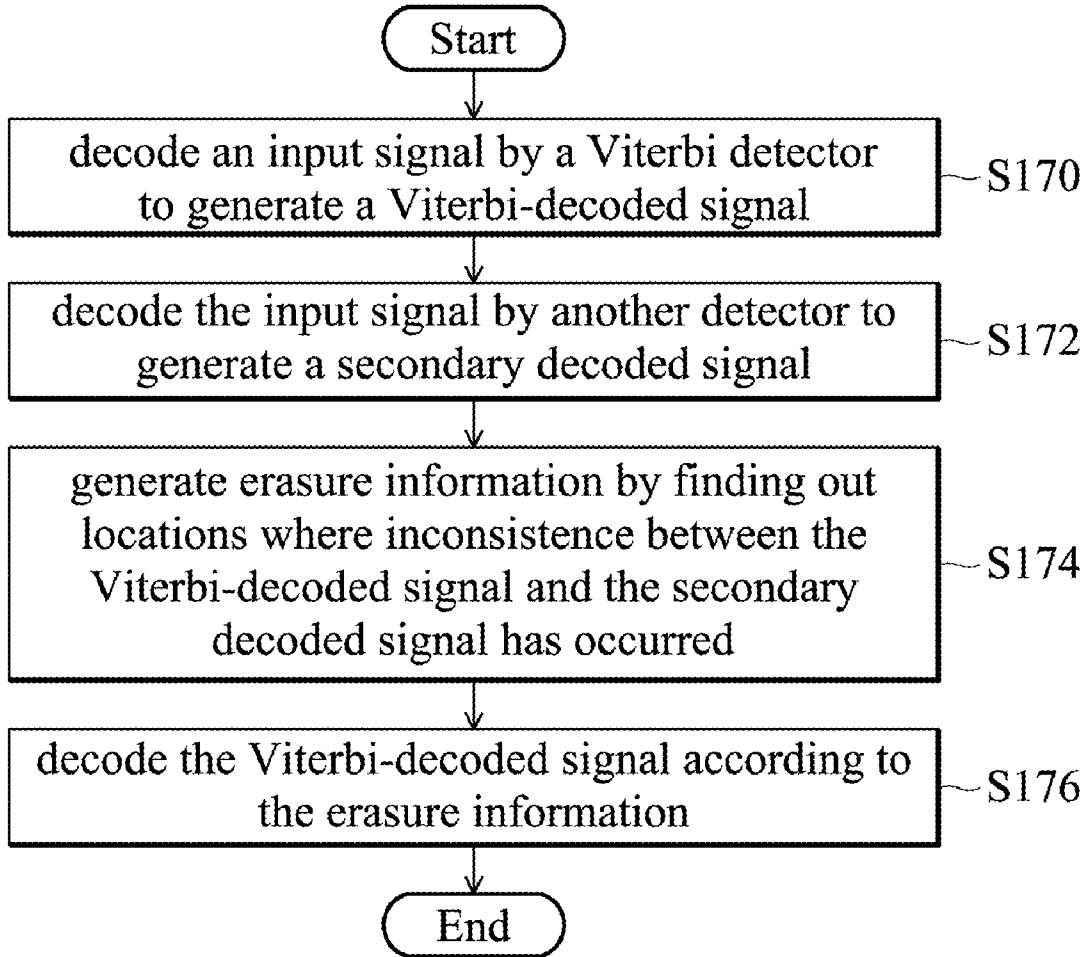 Start
decode an input signal by a Viterbi detector
to generate a Viterbi-decoded signal
S170
decode the input signal by another detector to
generate a secondary decoded signal
S172
generate erasure information by finding out
locations where inconsistence between the
Viterbi-decoded signal and the secondary
decoded signal has occurred
S174
decode the Viterbi-decoded signal according to
the erasure information
S176
End